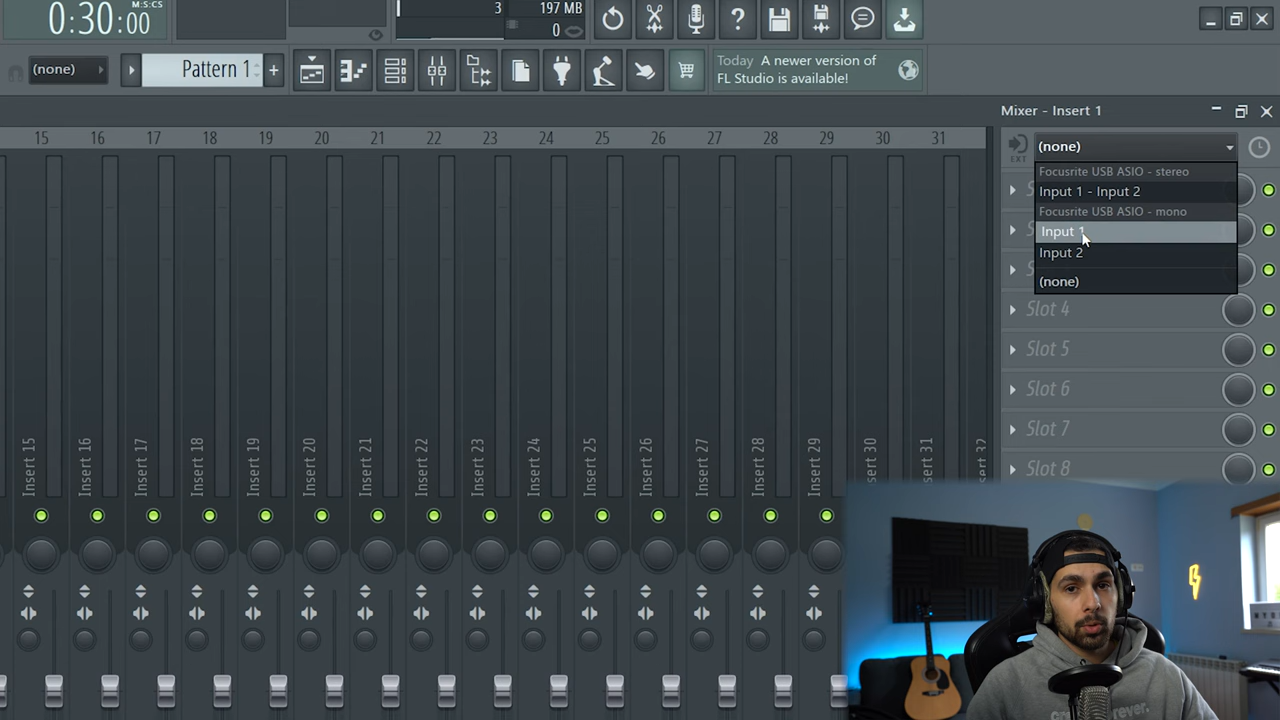 0:30:00
M:S:CS
3
197 MB
0
(none)
Pattern 1
+
Today A newer version of
FL Studio is available!
Mixer - Insert 1
15 16 17 18 19 20 21 22 23 24 25 26 27 28 29 30 31
EXT
(none)
Focusrite USB ASIO - stereo
Input 1 - Input 2
Focusrite USB ASIO - mono
Input 1
Input 2
(none)
Slot 4
Slot 5
Slot 6
Slot 7
Slot 8
Insert 15
Insert 16
Insert 17
Insert 18
Insert 19
Insert 20
Insert 21
Insert 22
Insert 23
Insert 24
Insert 25
Insert 26
Insert 27
Insert 28
Insert 29
Insert 30
Insert 31